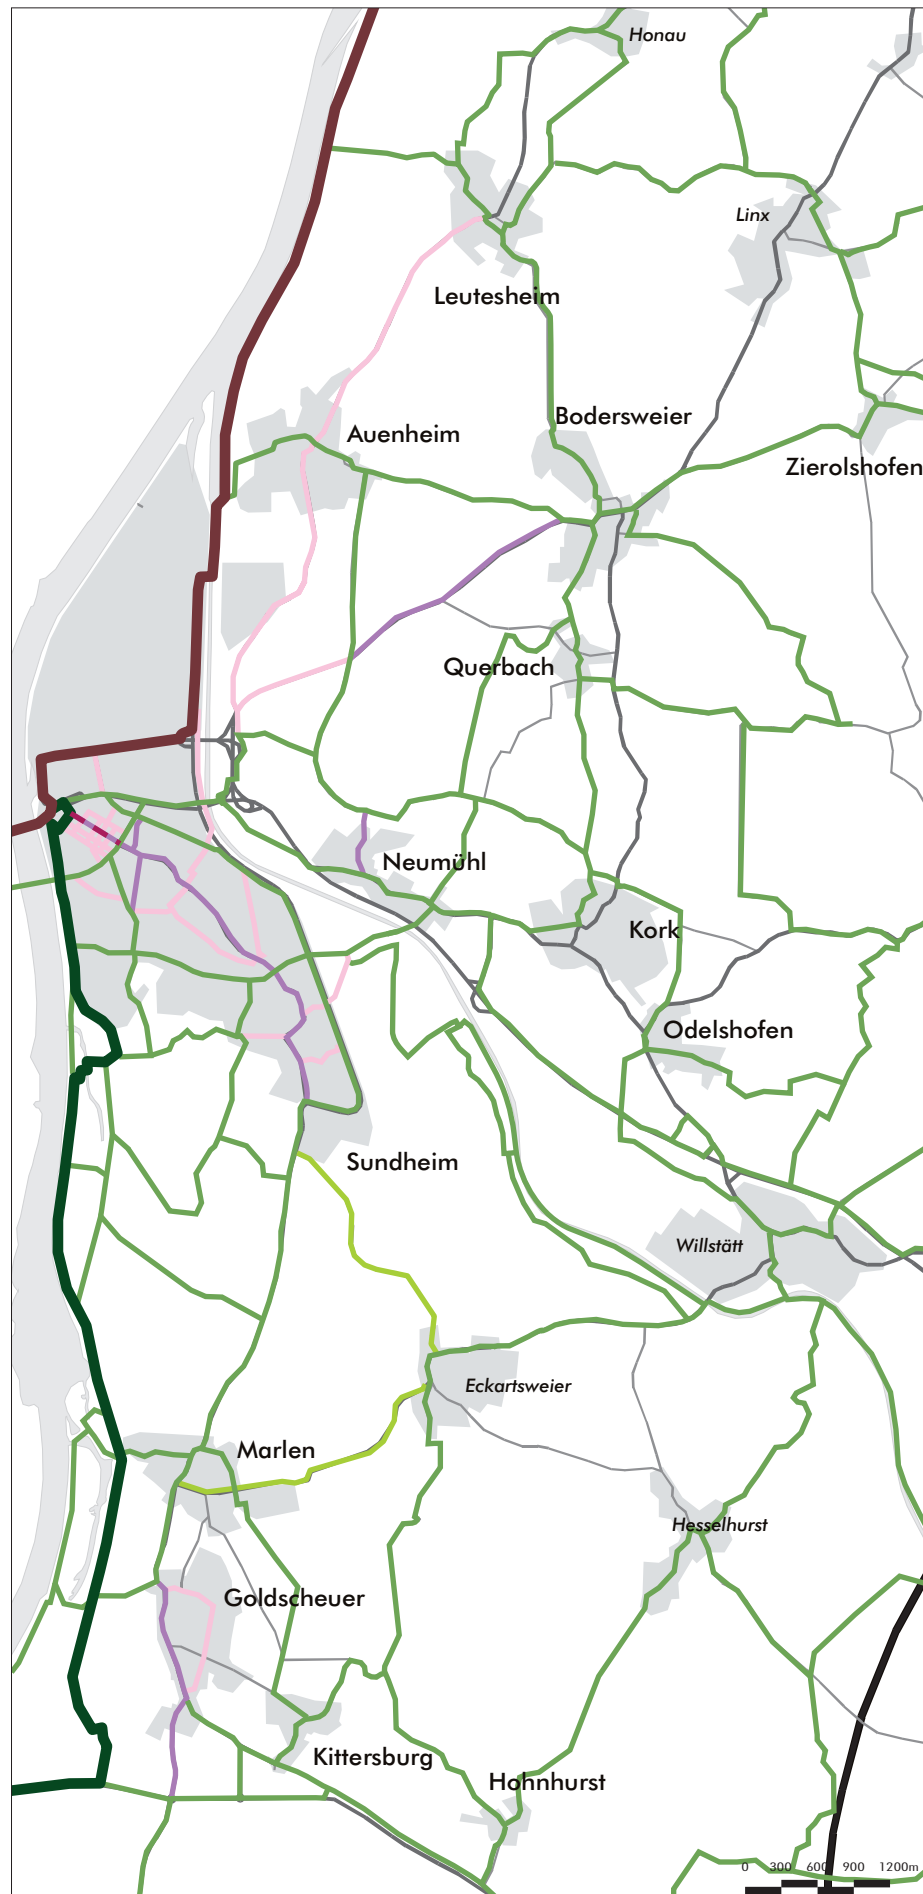 Honau
Linx
Leutesheim
Bodersweier
Auenheim
Zierolshofen
Querbach
Neumühl
Kork
Odelshofen
Sundheim
Willstätt
Eckartsweier
Marlen
Hesselhurst
Goldscheuer
Kittersburg
Hohnhurst
0 300 600 900 1200m